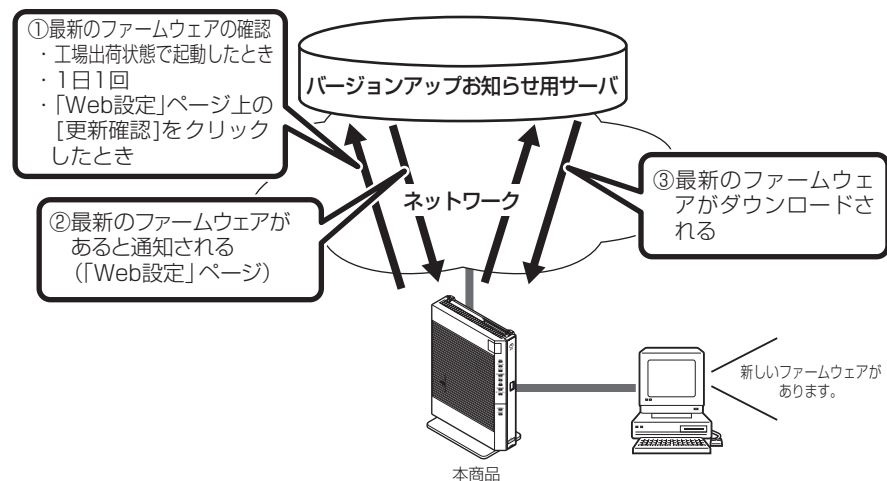 ①最新のファームウェアの確認
・工場出荷状態で起動したとき
・1日1回
・「Web設定」ページ上の
[更新確認]をクリック
したとき
バージョンアップお知らせ用サーバ
ネットワーク
②最新のファームウェアが
あると通知される
(「Web設定」ページ)
③最新のファームウェ
アがダウンロードさ
れる
新しいファームウェアが
あります。
本商品